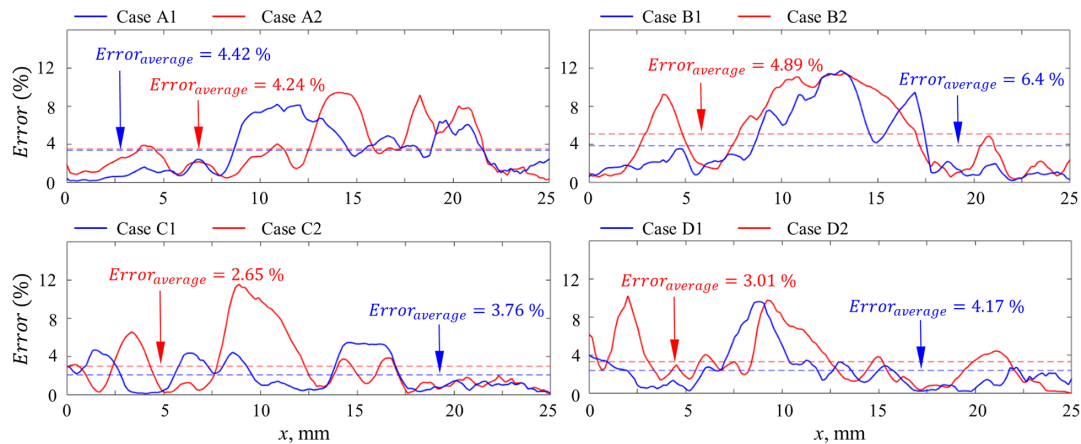 Case A1 Case A2
Case B1 Case B2
Error (%)
12
8
4
0
Error_average = 4.42 %
Error_average = 4.24 %
0 5 10 15 20 25
12
8
4
0
Error_average = 4.89 %
Error_average = 6.4 %
0 5 10 15 20 25
Case C1 Case C2
Case D1 Case D2
Error (%)
12
8
4
0
Error_average = 2.65 %
Error_average = 3.76 %
0 5 10 15 20 25
x, mm
12
8
4
0
Error_average = 3.01 %
Error_average = 4.17 %
0 5 10 15 20 25
x, mm